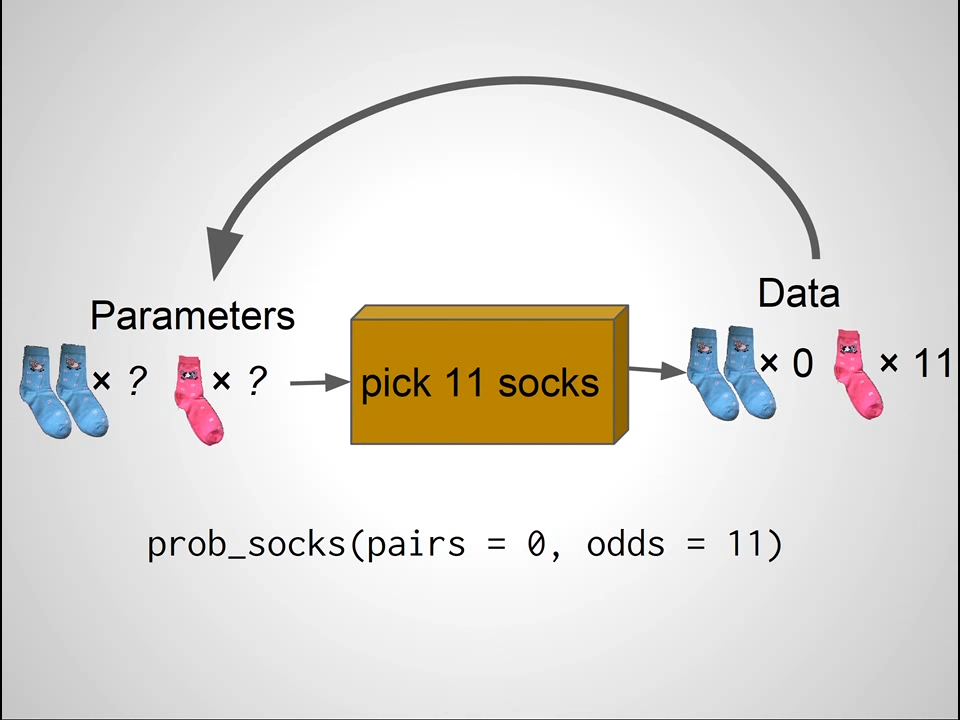 Parameters
Data
× ? × ?
pick 11 socks
× 0 × 11
prob_socks(pairs = 0, odds = 11)